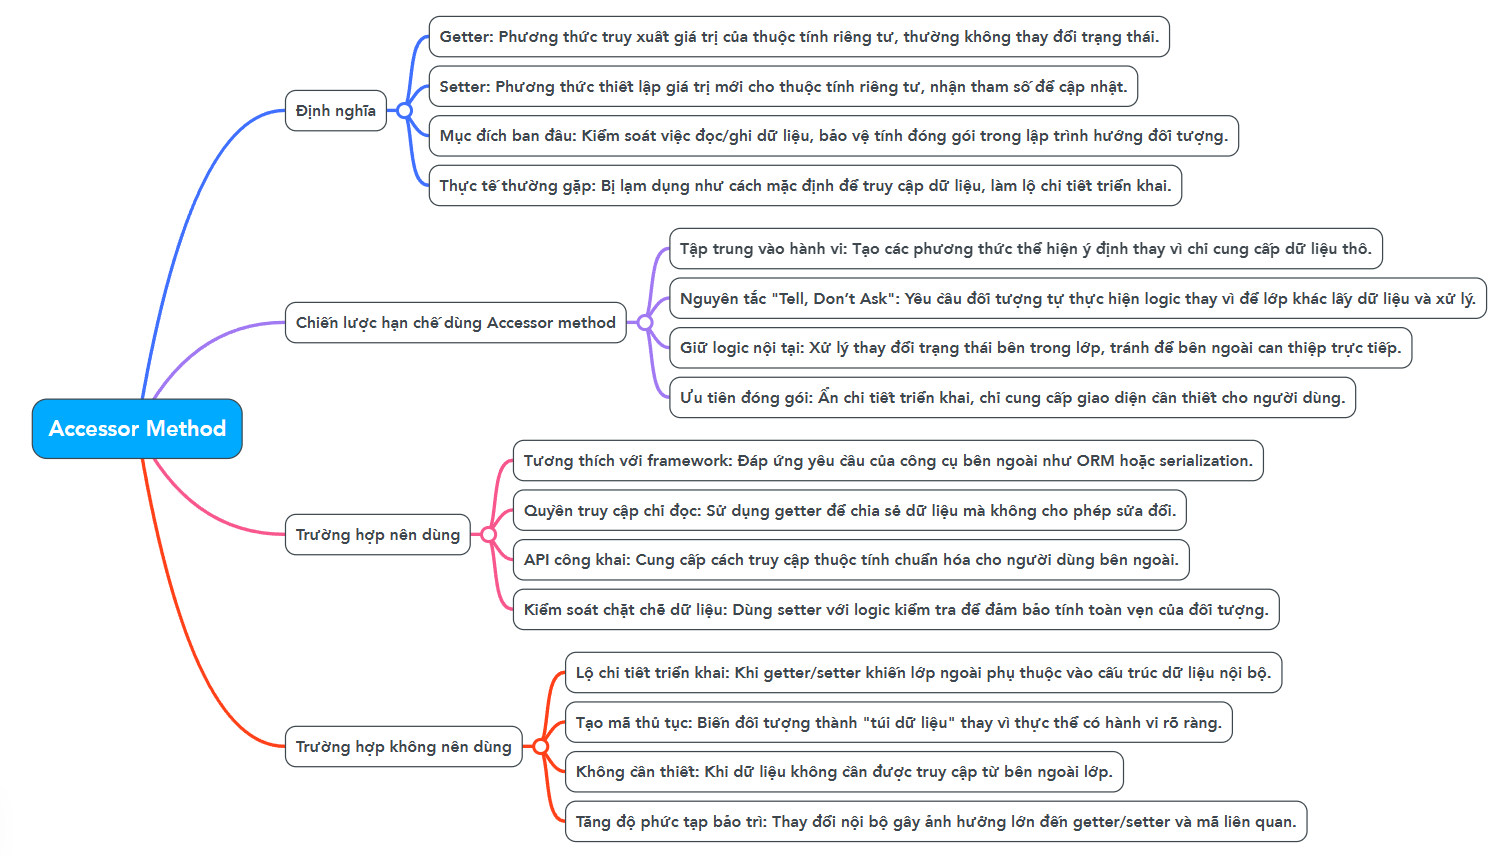 Accessor Method
Định nghĩa
Getter: Phương thức truy xuất giá trị của thuộc tính riêng tư, thường không thay đổi trạng thái.
Setter: Phương thức thiết lập giá trị mới cho thuộc tính riêng tư, nhận tham số để cập nhật.
Mục đích ban đầu: Kiểm soát việc đọc/ghi dữ liệu, bảo vệ tính đóng gói trong lập trình hướng đối tượng.
Thực tế thường gặp: Bị lạm dụng như cách mặc định để truy cập dữ liệu, làm lộ chi tiết triển khai.
Chiến lược hạn chế dùng Accessor method
Tập trung vào hành vi: Tạo các phương thức thể hiện ý định thay vì chỉ cung cấp dữ liệu thô.
Nguyên tắc "Tell, Don’t Ask": Yêu cầu đối tượng tự thực hiện logic thay vì để lớp khác lấy dữ liệu và xử lý.
Giữ logic nội tại: Xử lý thay đổi trạng thái bên trong lớp, tránh để bên ngoài can thiệp trực tiếp.
Ưu tiên đóng gói: Ẩn chi tiết triển khai, chỉ cung cấp giao diện cần thiết cho người dùng.
Trường hợp nên dùng
Tương thích với framework: Đáp ứng yêu cầu của công cụ bên ngoài như ORM hoặc serialization.
Quyền truy cập chỉ đọc: Sử dụng getter để chia sẻ dữ liệu mà không cho phép sửa đổi.
API công khai: Cung cấp cách truy cập thuộc tính chuẩn hóa cho người dùng bên ngoài.
Kiểm soát chặt chẽ dữ liệu: Dùng setter với logic kiểm tra để đảm bảo tính toàn vẹn của đối tượng.
Trường hợp không nên dùng
Lộ chi tiết triển khai: Khi getter/setter khiến lớp ngoài phụ thuộc vào cấu trúc dữ liệu nội bộ.
Tạo mã thủ tục: Biến đối tượng thành "túi dữ liệu" thay vì thực thể có hành vi rõ ràng.
Không cần thiết: Khi dữ liệu không cần được truy cập từ bên ngoài lớp.
Tăng độ phức tạp bảo trì: Thay đổi nội bộ gây ảnh hưởng lớn đến getter/setter và mã liên quan.